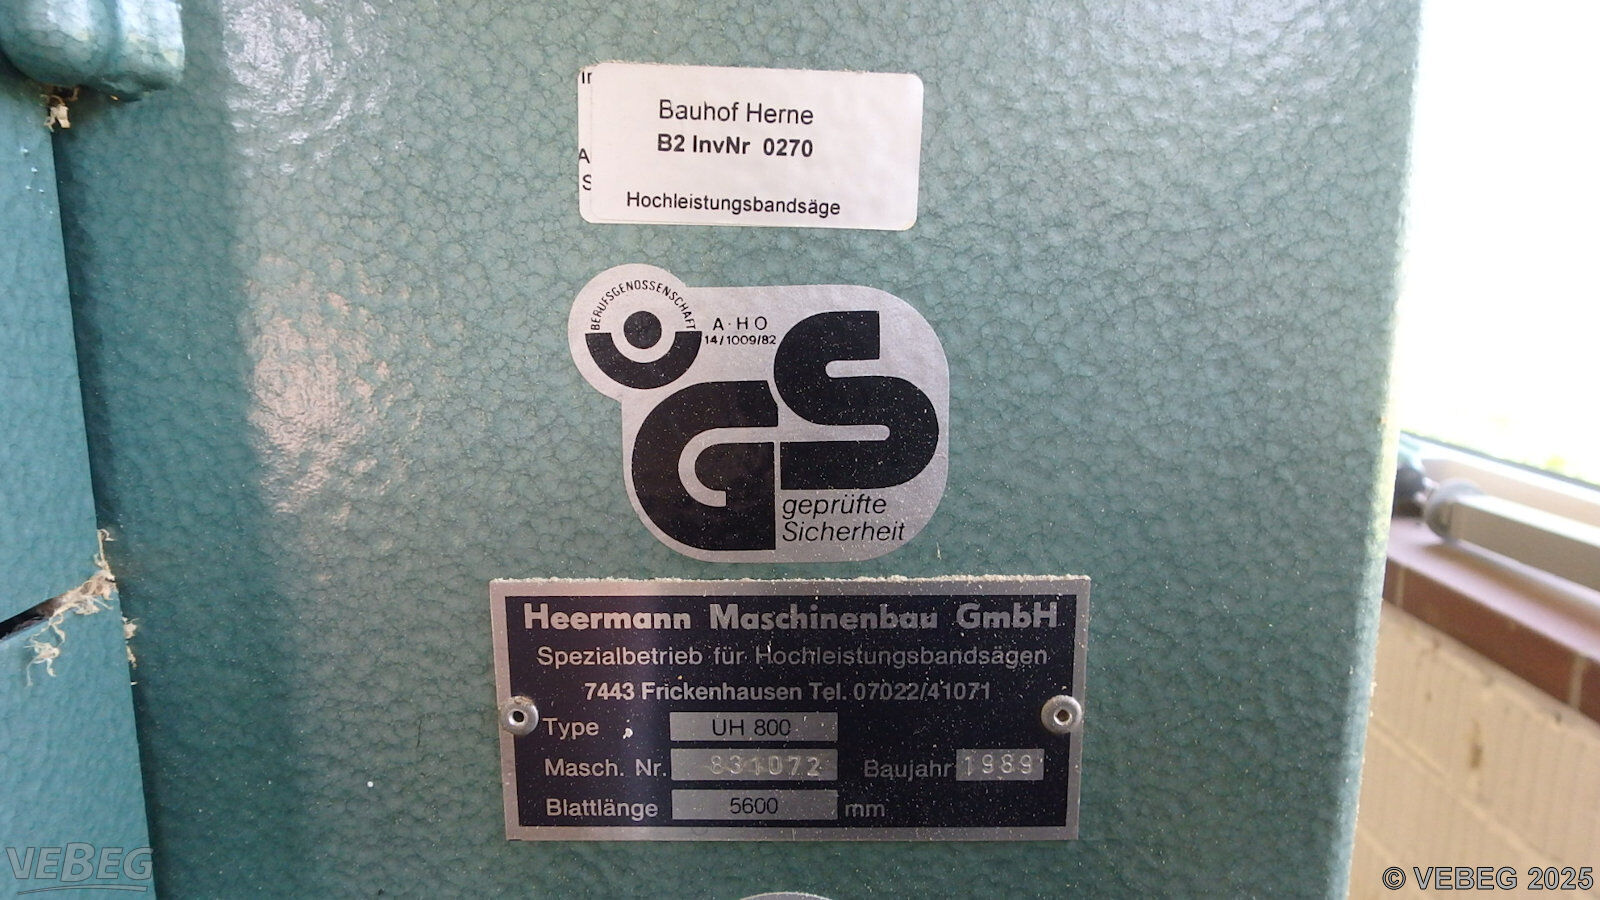 Bauhof Herne
B2 InvNr 0270
Hochleistungsbandsäge
BERUFSGENOSSENSCHAFT
A·HO
14/1009/82
GS
geprüfte
Sicherheit
Heermann Maschinenbau GmbH
Spezialbetrieb für Hochleistungsbandsägen
7443 Frickenhausen Tel. 07022/41071
Type UH 800
Masch. Nr. 831072 Baujahr 1989
Blattlänge 5600 mm
VEBEG
© VEBEG 2025